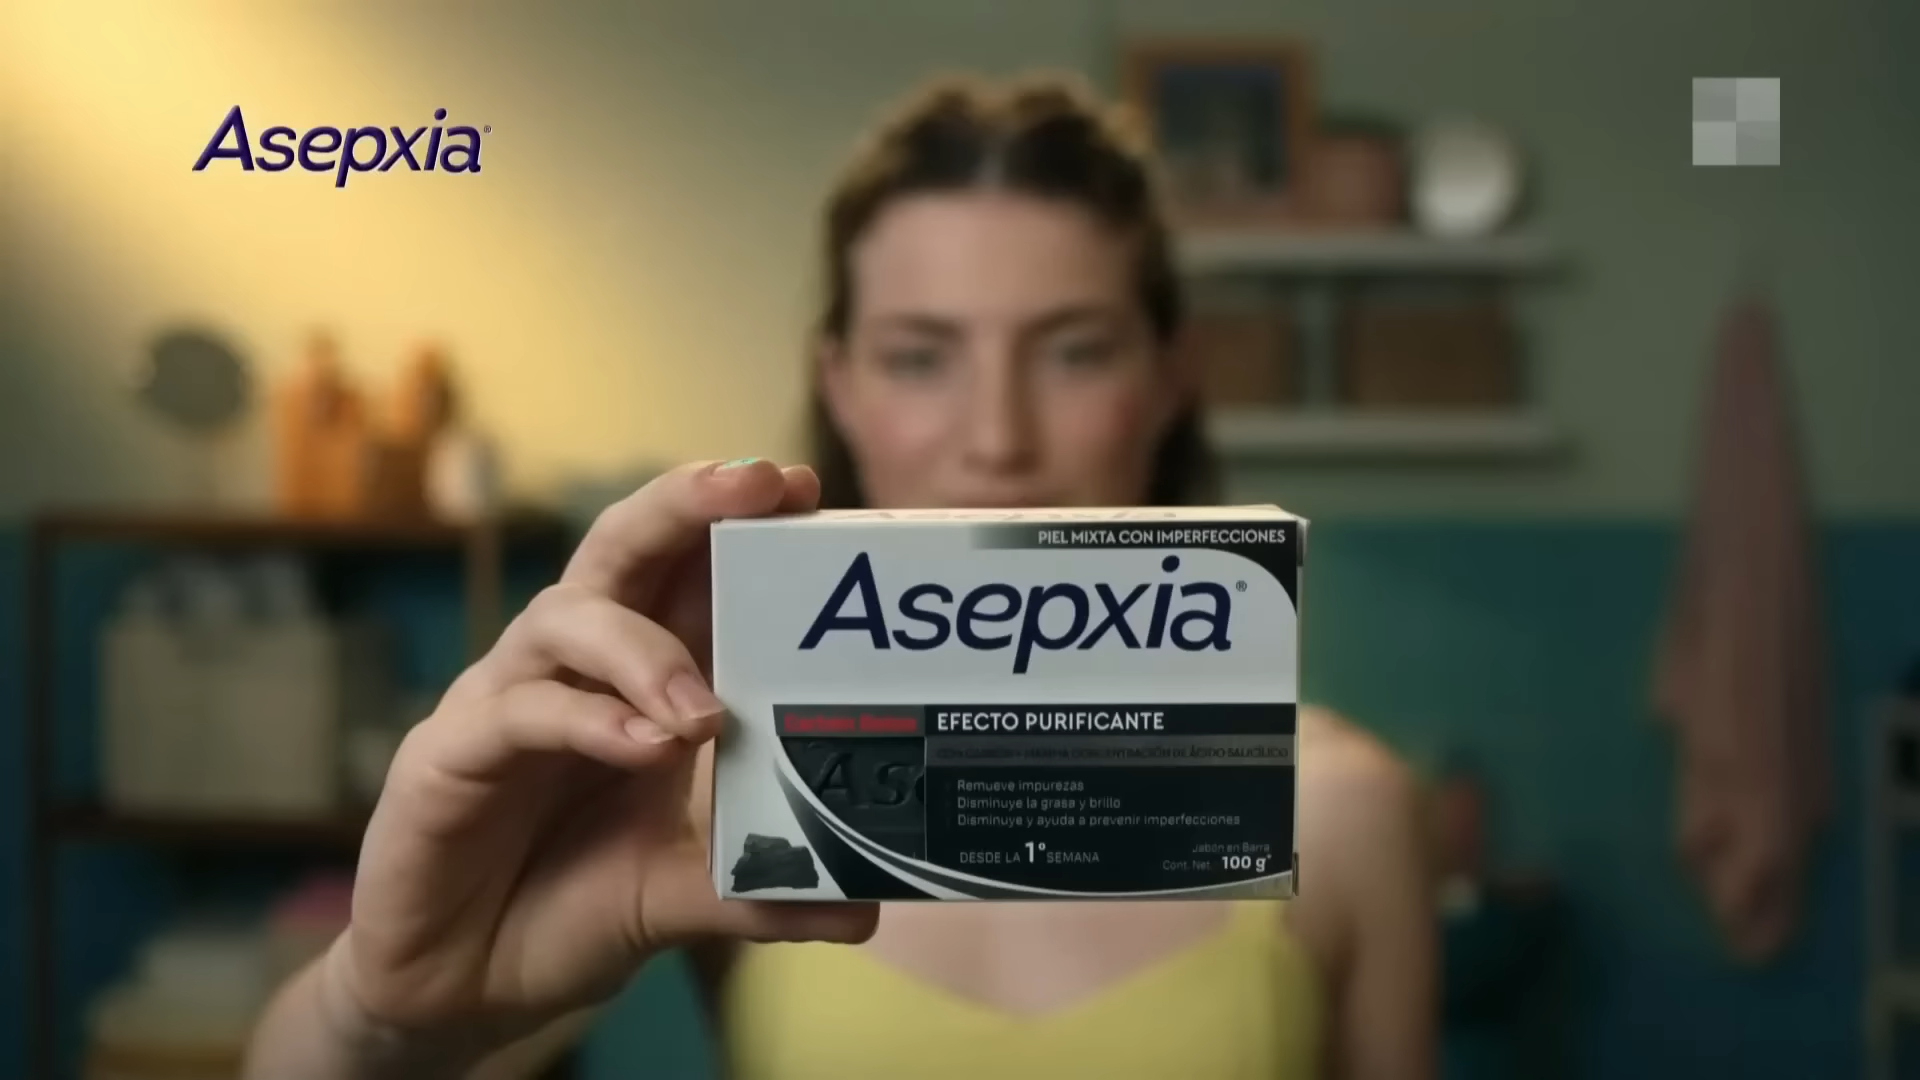 Asepxia®
PIEL MIXTA CON IMPERFECCIONES
Asepxia®
EFECTO PURIFICANTE
Remueve impurezas
Disminuye la grasa y brillo
Disminuye y ayuda a prevenir imperfecciones
DESDE LA 1ª SEMANA
Jabón en Barra
Cont. Net. 100 g